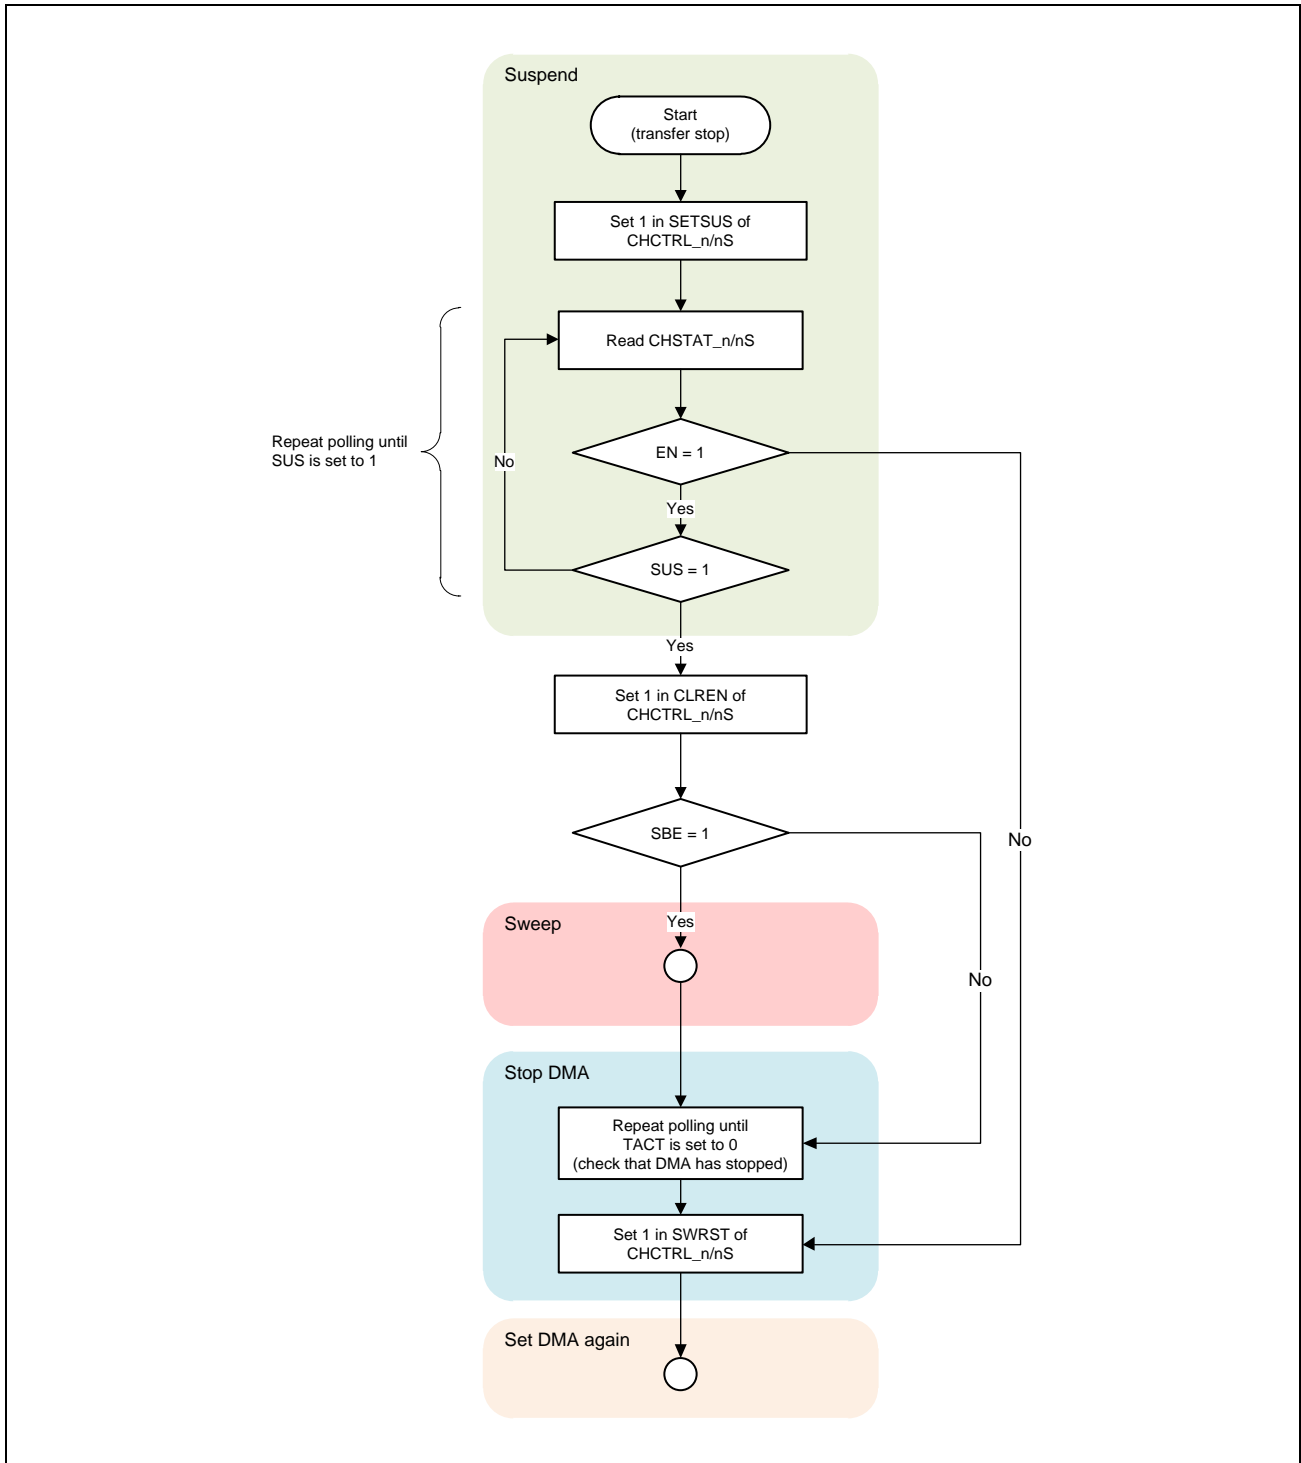 Suspend
Start
(transfer stop)
Set 1 in SETSUS of
CHCTRL_n/nS
Read CHSTAT_n/nS
Repeat polling until
SUS is set to 1
EN = 1
No
Yes
SUS = 1
Yes
Set 1 in CLREN of
CHCTRL_n/nS
SBE = 1
No
Sweep
Yes
No
Stop DMA
Repeat polling until
TACT is set to 0
(check that DMA has stopped)
Set 1 in SWRST of
CHCTRL_n/nS
Set DMA again